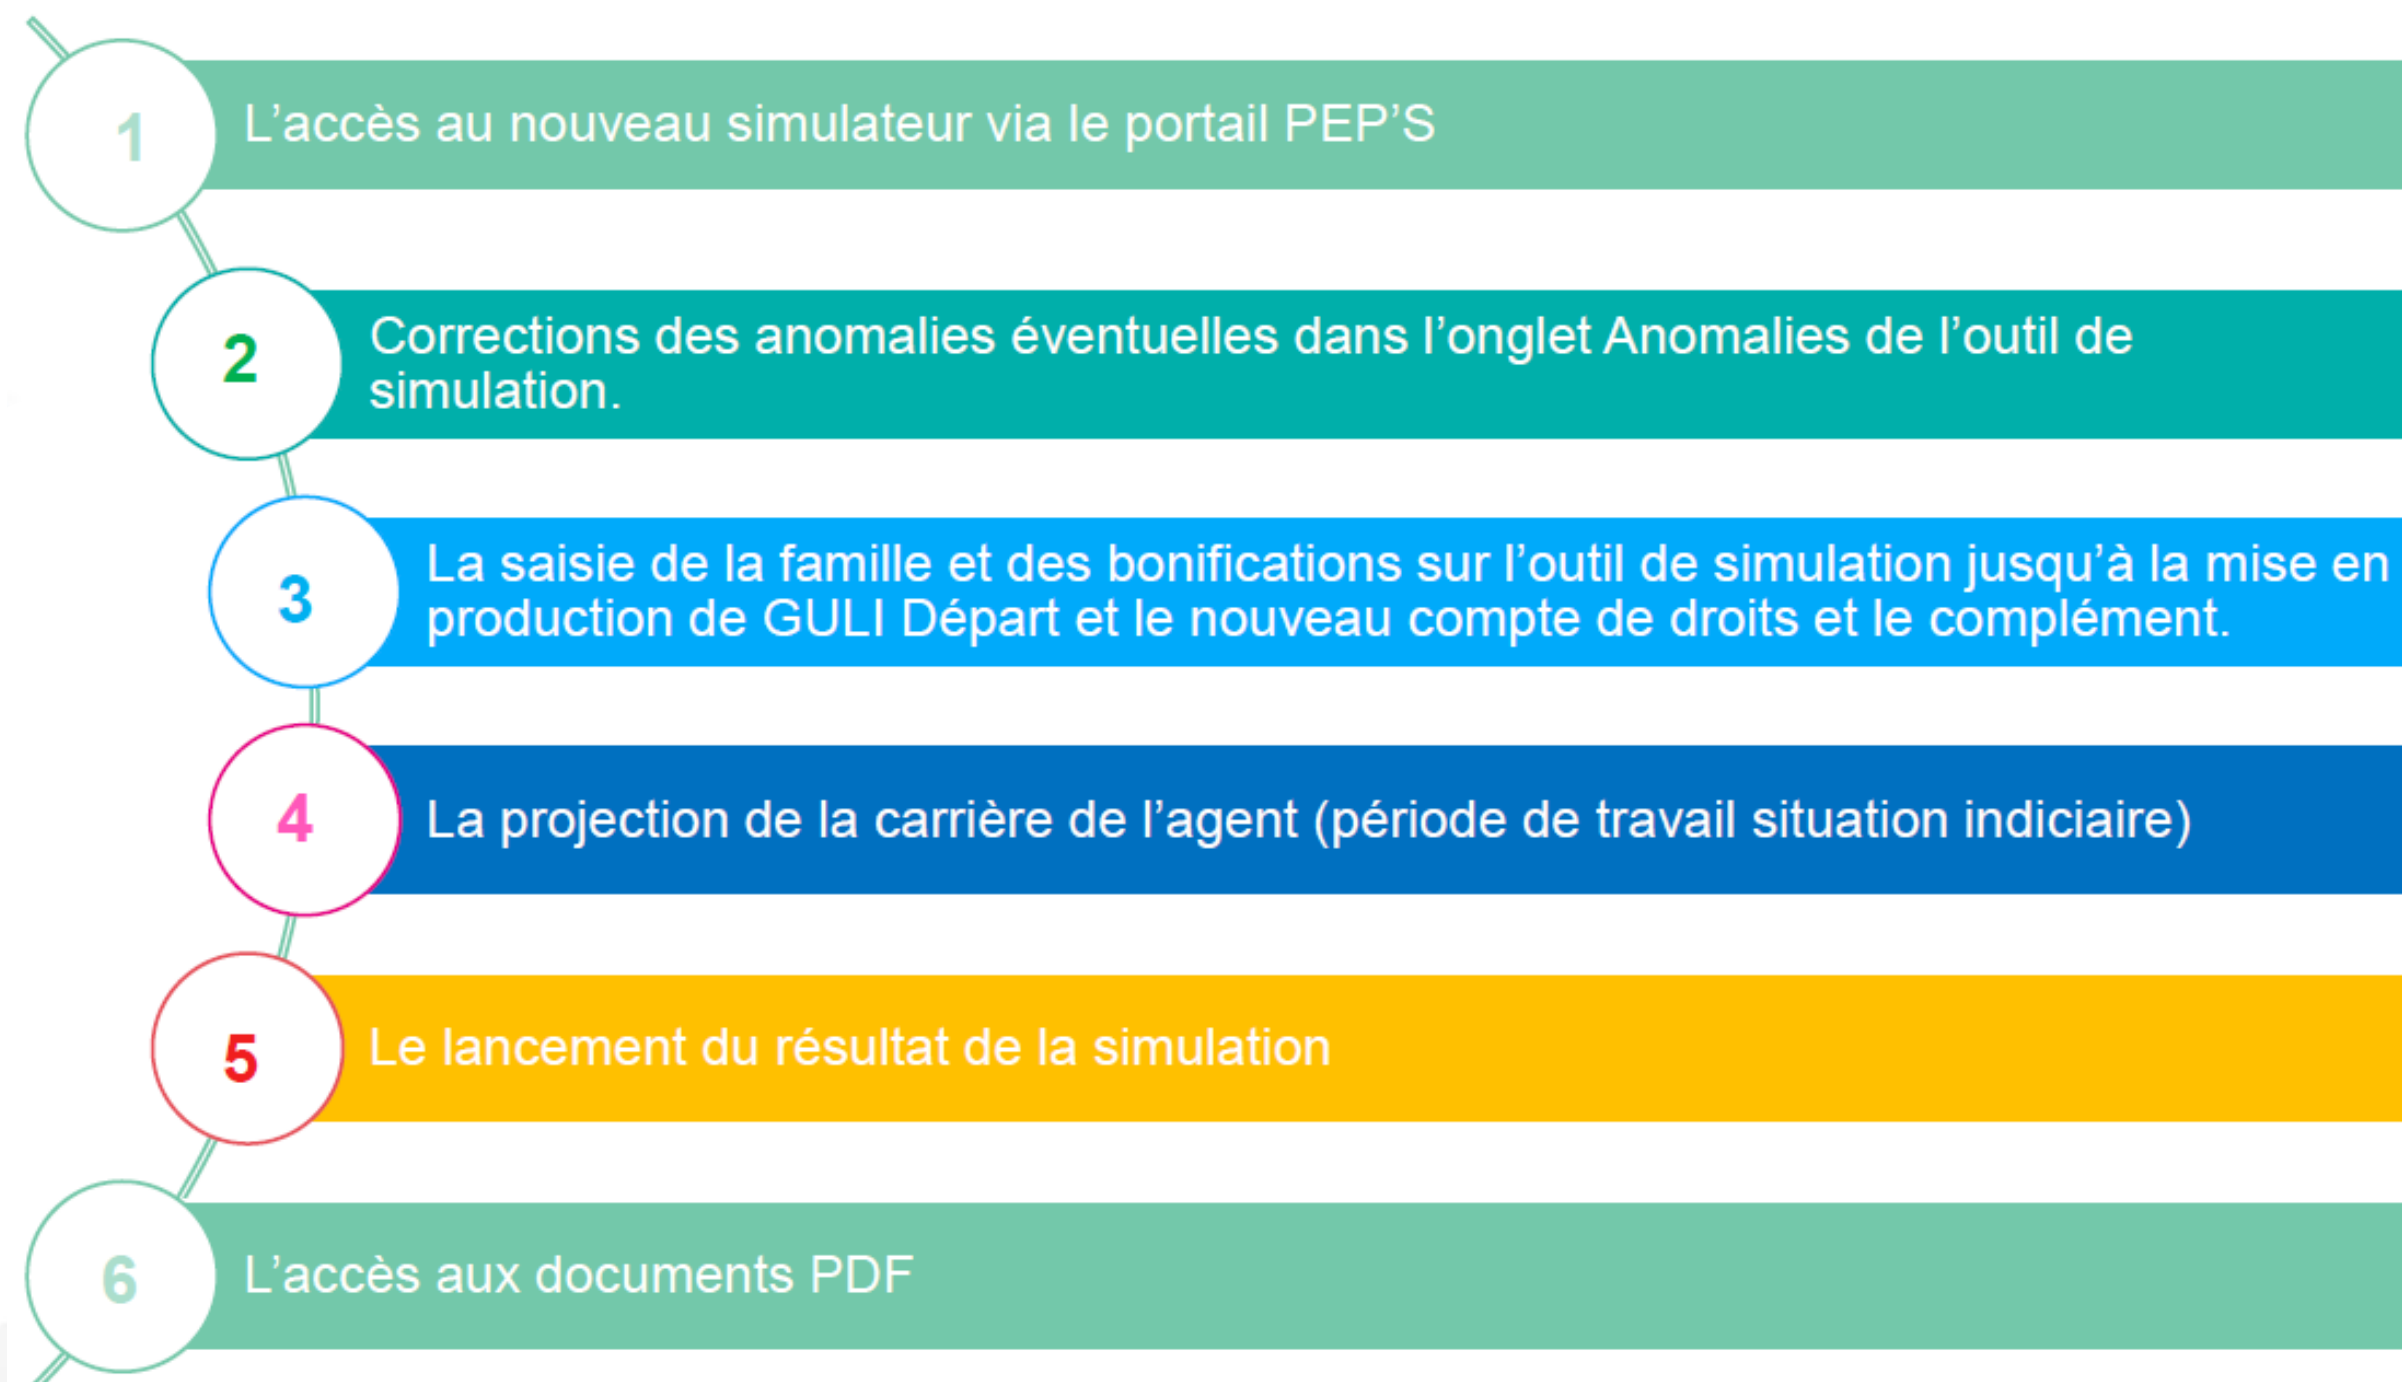 1
L’accès au nouveau simulateur via le portail PEP’S
2
Corrections des anomalies éventuelles dans l’onglet Anomalies de l’outil de
simulation.
3
La saisie de la famille et des bonifications sur l’outil de simulation jusqu’à la mise en
production de GULI Départ et le nouveau compte de droits et le complément.
4
La projection de la carrière de l’agent (période de travail situation indiciaire)
5
Le lancement du résultat de la simulation
6
L’accès aux documents PDF